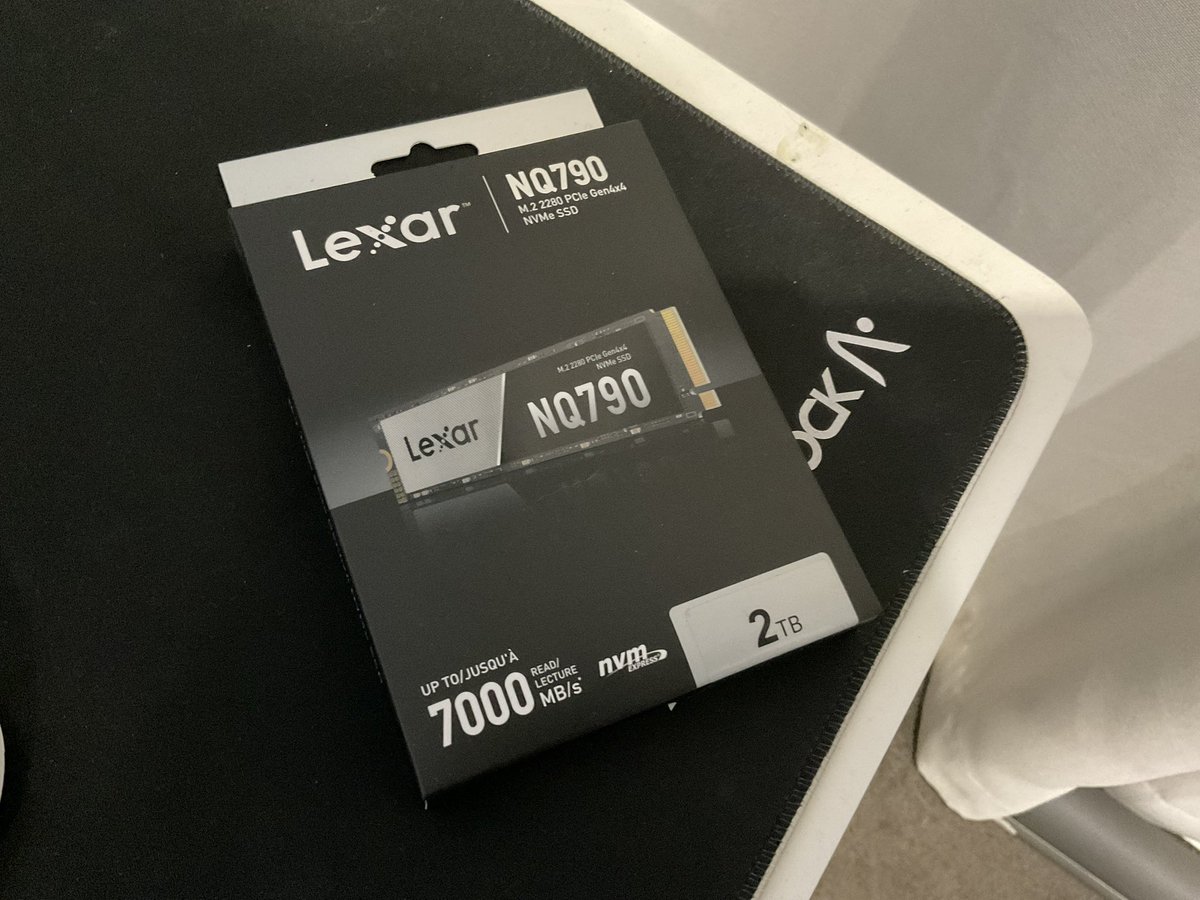 Lexar™
NQ790
M.2 2280 PCIe Gen4x4
NVMe SSD
M.2 2280 PCIe Gen4x4
NVMe SSD
Lexar
NQ790
UP TO/JUSQU'À
7000
READ/
LECTURE
MB/s*
nvm
EXPRESS
2TB